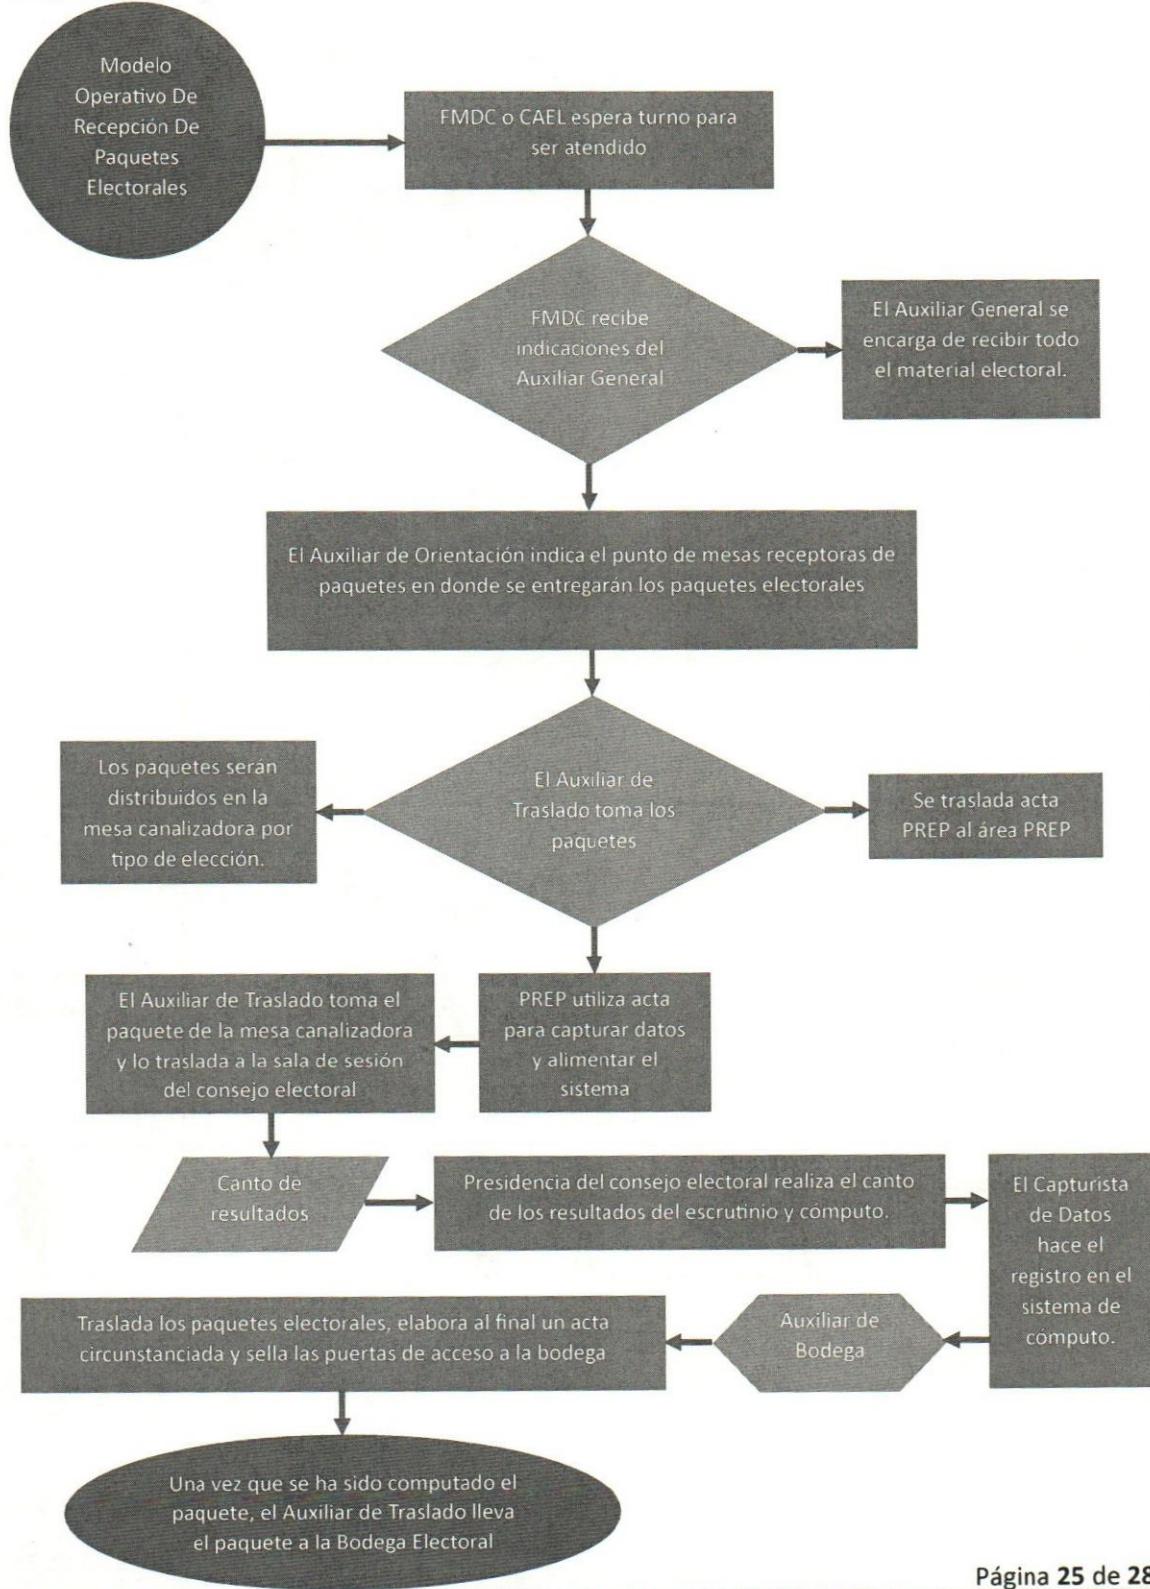 Modelo
Operativo De
Recepción De
Paquetes
Electorales
FMDC o CAEL espera turno para
ser atendido
FMDC recibe
indicaciones del
Auxiliar General
El Auxiliar General se
encarga de recibir todo
el material electoral.
El Auxiliar de Orientación indica el punto de mesas receptoras de
paquetes en donde se entregarán los paquetes electorales
Los paquetes serán
distribuidos en la
mesa canalizadora por
tipo de elección.
El Auxiliar de
Traslado toma los
paquetes
Se traslada acta
PREP al área PREP
El Auxiliar de Traslado toma el
paquete de la mesa canalizadora
y lo traslada a la sala de sesión
del consejo electoral
PREP utiliza acta
para capturar datos
y alimentar el
sistema
Canto de
resultados
Presidencia del consejo electoral realiza el canto
de los resultados del escrutinio y cómputo.
El Capturista
de Datos
hace el
registro en el
sistema de
cómputo.
Auxiliar de
Bodega
Traslada los paquetes electorales, elabora al final un acta
circunstanciada y sella las puertas de acceso a la bodega
Una vez que se ha sido computado el
paquete, el Auxiliar de Traslado lleva
el paquete a la Bodega Electoral
Página 25 de 28